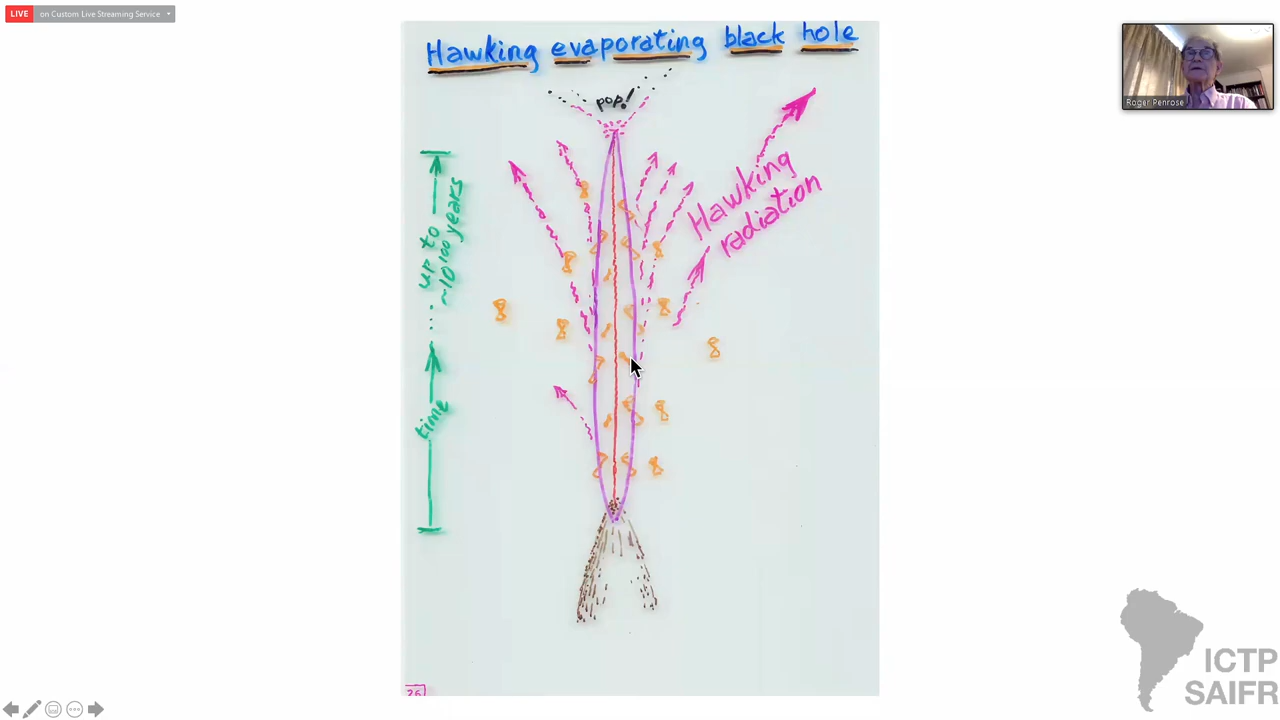 LIVE on Custom Live Streaming Service
Hawking evaporating black hole
pop!
Roger Penrose
Hawking
radiation
time ... up to
~10^100 years
26
ICTP
SAIFR